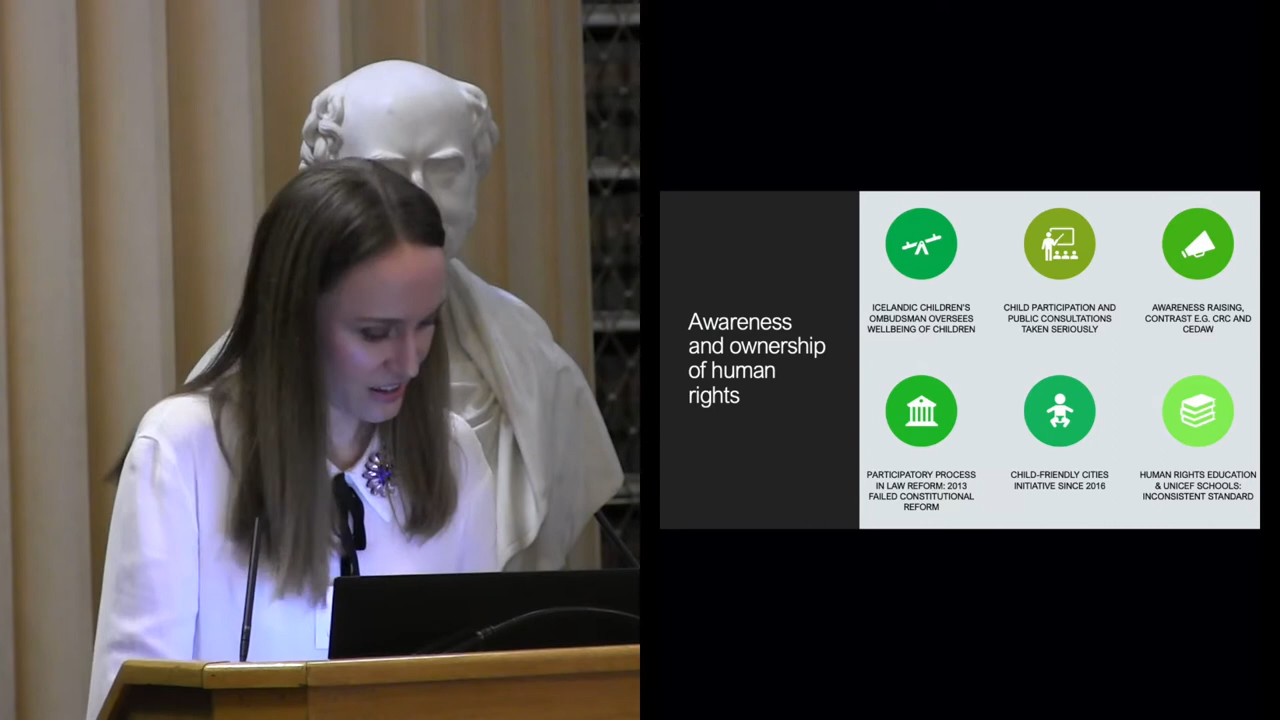 Awareness
and ownership
of human
rights
ICELANDIC CHILDREN'S
OMBUDSMAN OVERSEES
WELLBEING OF CHILDREN
CHILD PARTICIPATION AND
PUBLIC CONSULTATIONS
TAKEN SERIOUSLY
AWARENESS RAISING,
CONTRAST E.G. CRC AND
CEDAW
PARTICIPATORY PROCESS
IN LAW REFORM: 2013
FAILED CONSTITUTIONAL
REFORM
CHILD-FRIENDLY CITIES
INITIATIVE SINCE 2016
HUMAN RIGHTS EDUCATION
& UNICEF SCHOOLS:
INCONSISTENT STANDARD